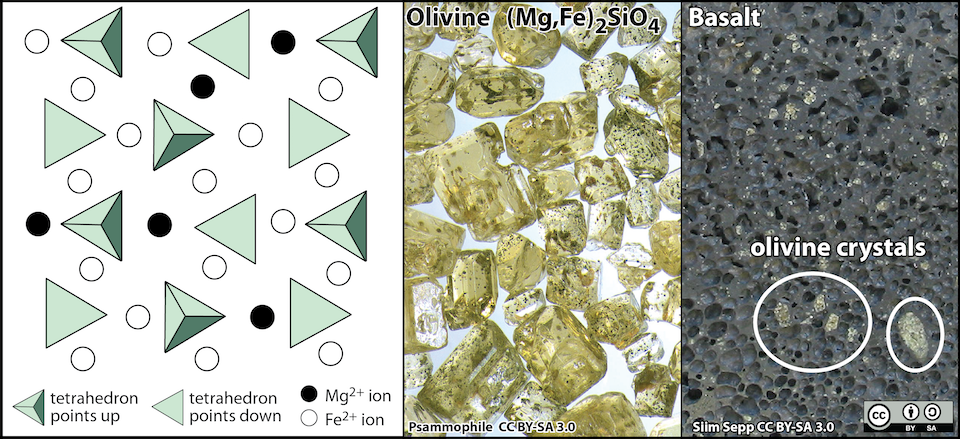 Olivine (Mg,Fe)₂SiO₄
Basalt
olivine crystals
tetrahedron
points up
tetrahedron
points down
Mg²⁺ ion
Fe²⁺ ion
Psammophile CC BY-SA 3.0
Siim Sepp CC BY-SA 3.0
cc
BY SA